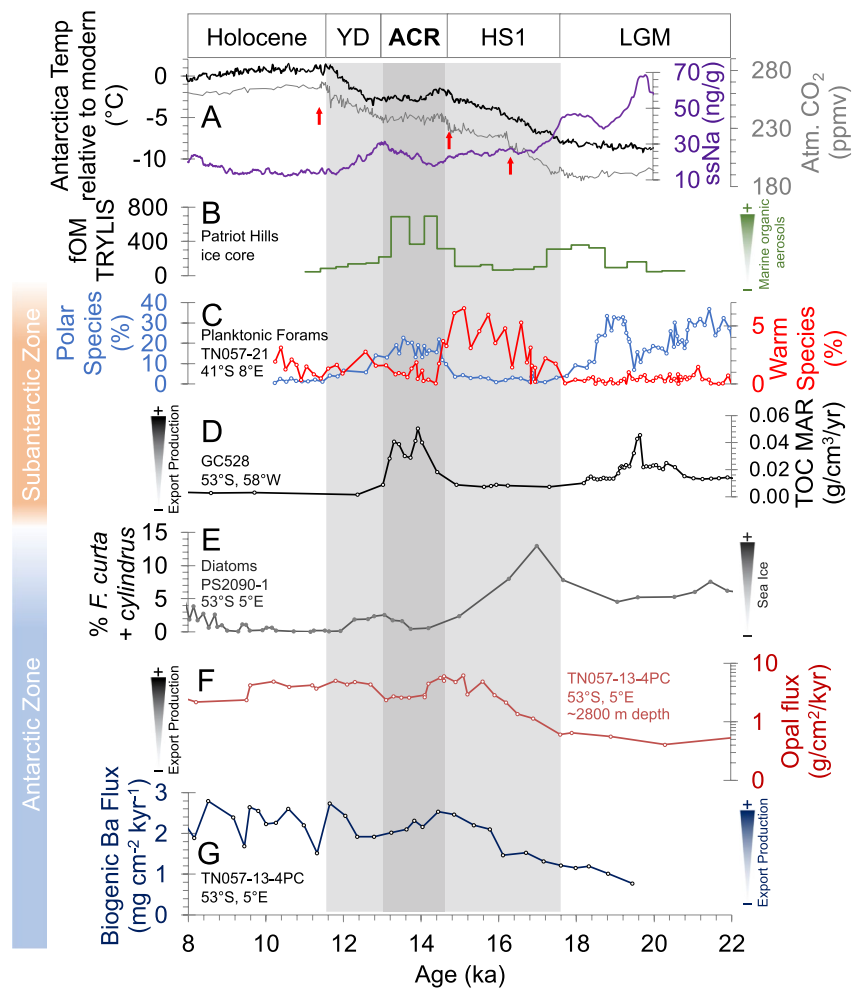 Holocene YD ACR HS1 LGM
Antarctica Temp
relative to modern
(°C)
0
-5
-10
A
70
50
30
10
ssNa (ng/g)
280
230
180
Atm. CO2
(ppmv)
fOM
TRYLIS
800
400
0
B
Patriot Hills
ice core
+
Marine organic
aerosols
–
Subantarctic Zone
Polar
Species
(%)
40
30
20
10
0
C
Planktonic Forams
TN057-21
41°S 8°E
5
0
Warm
Species
(%)
+
Export Production
–
D
GC528
53°S, 58°W
0.06
0.04
0.02
0.00
TOC MAR
(g/cm3/yr)
Antarctic Zone
% F. curta
+ cylindrus
15
10
5
0
E
Diatoms
PS2090-1
53°S 5°E
+
Sea Ice
–
+
Export Production
–
F
TN057-13-4PC
53°S, 5°E
~2800 m depth
10
1
0
Opal flux
(g/cm2/kyr)
Biogenic Ba Flux
(mg cm-2 kyr-1)
3
2
1
0
G
TN057-13-4PC
53°S, 5°E
+
Export Production
–
8 10 12 14 16 18 20 22
Age (ka)